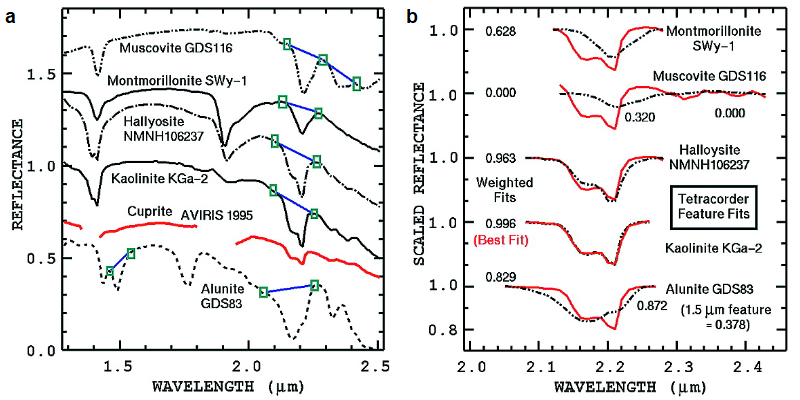 a
Muscovite GDS116
Montmorillonite SWy-1
Hallyosite
NMNH106237
Kaolinite KGa-2
Cuprite AVIRIS 1995
Alunite
GDS83
REFLECTANCE
1.5
1.0
0.5
0.0
1.5 2.0 2.5
WAVELENGTH (μm)
b
1.0 0.628 Montmorillonite
SWy-1
Muscovite GDS116
1.0 0.000
0.320 0.000
1.0 0.963 Halloysite
NMNH106237
Weighted
Fits
Tetracorder
Feature Fits
1.0 0.996
(Best Fit) Kaolinite KGa-2
0.829 Alunite GDS83
1.0 0.872 (1.5 μm feature
= 0.378)
0.8
SCALED REFLECTANCE
2.0 2.1 2.2 2.3 2.4
WAVELENGTH (μm)